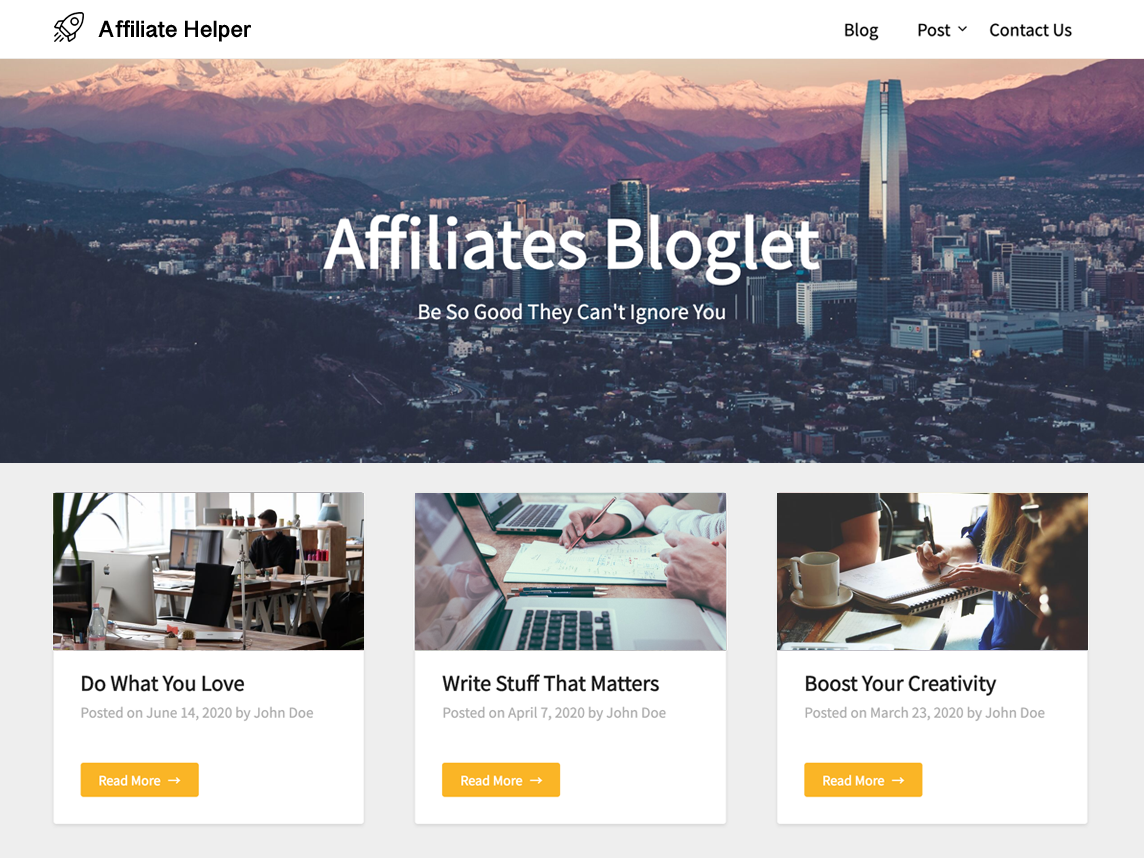 Affiliate Helper
Blog
Post
Contact Us
Affiliates Bloglet
Be So Good They Can't Ignore You
Do What You Love
Posted on June 14, 2020 by John Doe
Read More →
Write Stuff That Matters
Posted on April 7, 2020 by John Doe
Read More →
Boost Your Creativity
Posted on March 23, 2020 by John Doe
Read More →